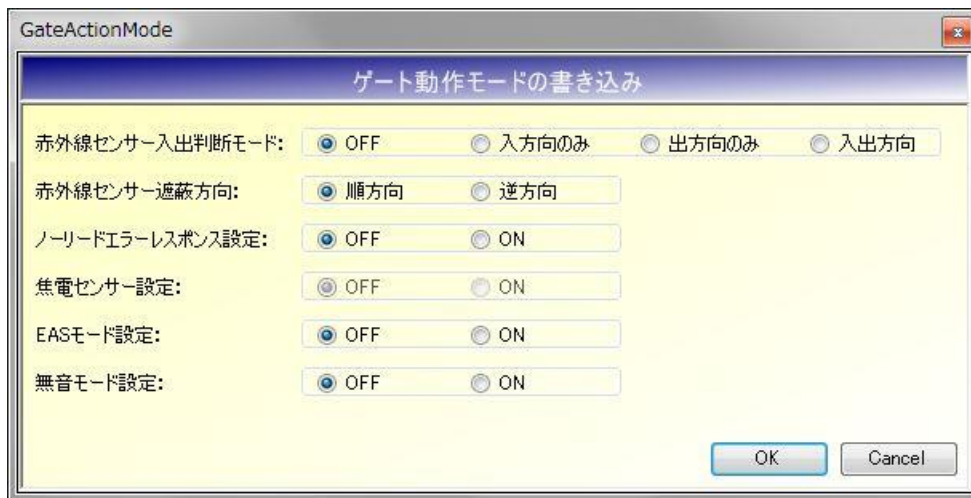 GateActionMode
ゲート動作モードの書き込み
赤外線センサー入出判断モード: OFF 入方向のみ 出方向のみ 入出方向
赤外線センサー遮蔽方向: 順方向 逆方向
ノーリードエラーレスポンス設定: OFF ON
焦電センサー設定: OFF ON
EASモード設定: OFF ON
無音モード設定: OFF ON
OK Cancel